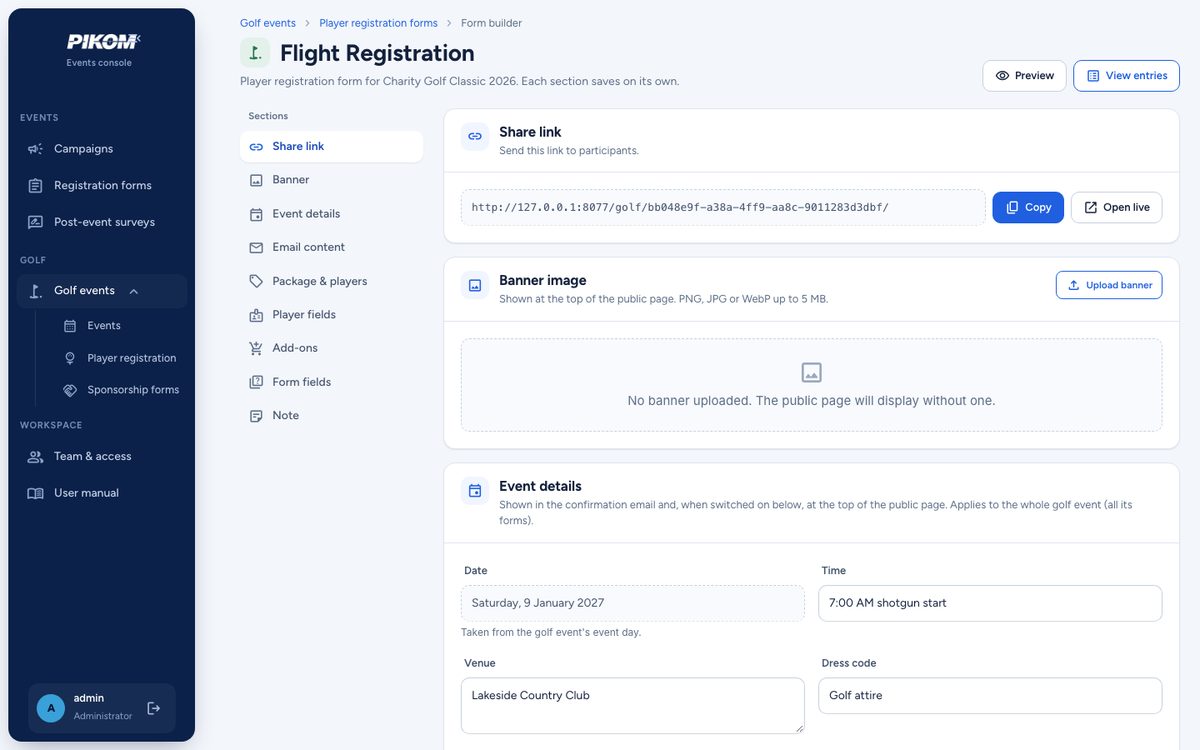 PIKOM
Events console
EVENTS
Campaigns
Registration forms
Post-event surveys
GOLF
Golf events
Events
Player registration
Sponsorship forms
WORKSPACE
Team & access
User manual
A
admin
Administrator
Golf events > Player registration forms > Form builder
Flight Registration
Player registration form for Charity Golf Classic 2026. Each section saves on its own.
Preview
View entries
Sections
Share link
Banner
Event details
Email content
Package & players
Player fields
Add-ons
Form fields
Note
Share link
Send this link to participants.
http://127.0.0.1:8077/golf/bb048e9f-a38a-4ff9-aa8c-9011283d3dbf/
Copy
Open live
Banner image
Shown at the top of the public page. PNG, JPG or WebP up to 5 MB.
Upload banner
No banner uploaded. The public page will display without one.
Event details
Shown in the confirmation email and, when switched on below, at the top of the public page. Applies to the whole golf event (all its
forms).
Date
Saturday, 9 January 2027
Taken from the golf event's event day.
Time
7:00 AM shotgun start
Venue
Lakeside Country Club
Dress code
Golf attire